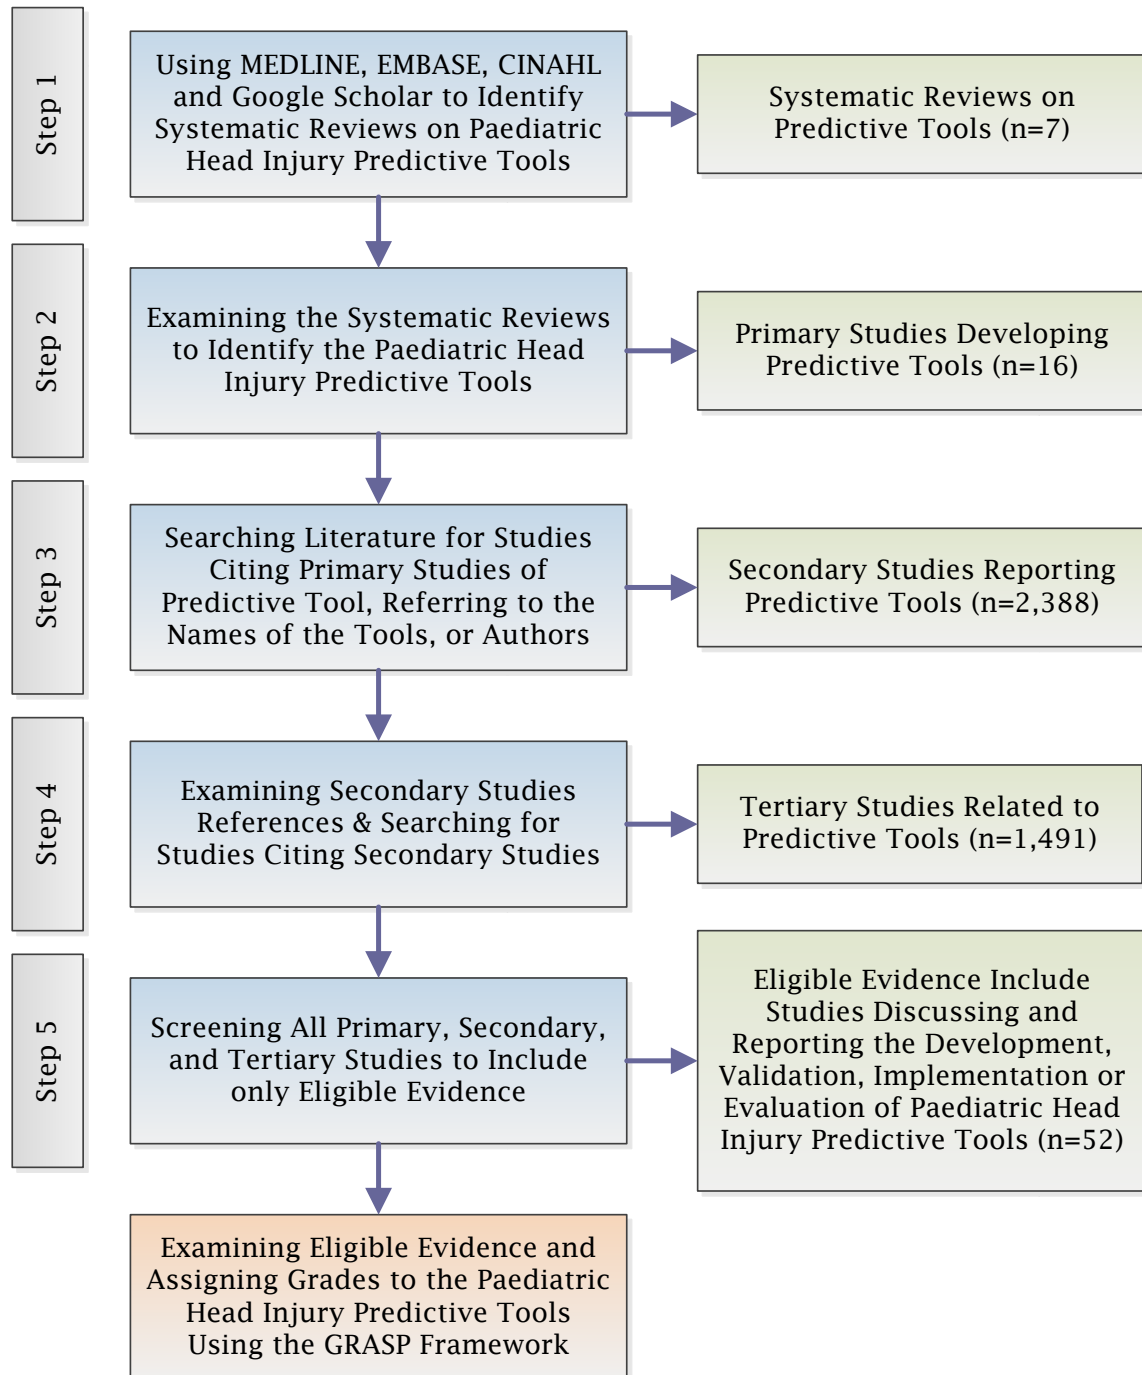 Step 1
Using MEDLINE, EMBASE, CINAHL
and Google Scholar to Identify
Systematic Reviews on Paediatric
Head Injury Predictive Tools
Systematic Reviews on
Predictive Tools (n=7)
Step 2
Examining the Systematic Reviews
to Identify the Paediatric Head
Injury Predictive Tools
Primary Studies Developing
Predictive Tools (n=16)
Step 3
Searching Literature for Studies
Citing Primary Studies of
Predictive Tool, Referring to the
Names of the Tools, or Authors
Secondary Studies Reporting
Predictive Tools (n=2,388)
Step 4
Examining Secondary Studies
References & Searching for
Studies Citing Secondary Studies
Tertiary Studies Related to
Predictive Tools (n=1,491)
Step 5
Screening All Primary, Secondary,
and Tertiary Studies to Include
only Eligible Evidence
Eligible Evidence Include
Studies Discussing and
Reporting the Development,
Validation, Implementation or
Evaluation of Paediatric Head
Injury Predictive Tools (n=52)
Examining Eligible Evidence and
Assigning Grades to the Paediatric
Head Injury Predictive Tools
Using the GRASP Framework